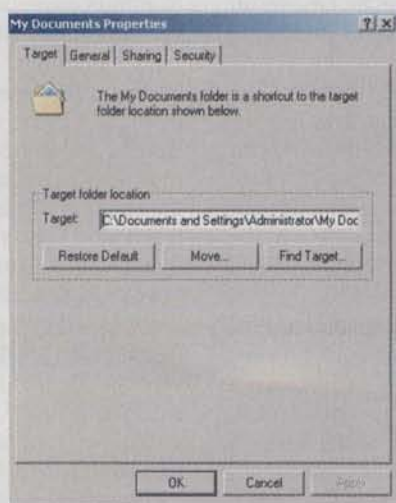 My Documents Properties ? X
Target General Sharing Security
The My Documents folder is a shortcut to the target
folder location shown below.
Target folder location
Target: C:\Documents and Settings\Administrator\My Doc
Restore Default Move... Find Target...
OK Cancel Apply